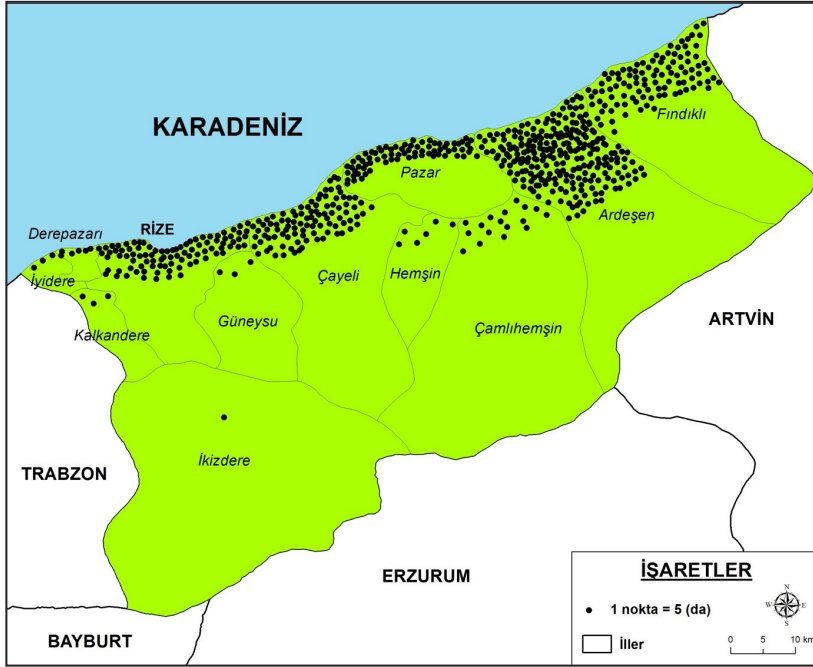 KARADENİZ
Fındıklı
Pazar
Ardeşen
Derepazarı
RİZE
İyidere
Çayeli
Hemşin
Güneysu
Kalkandere
Çamlıhemşin
ARTVİN
İkizdere
TRABZON
ERZURUM
BAYBURT
İŞARETLER
1 nokta = 5 (da)
İller
N
W E
S
0 5 10 km